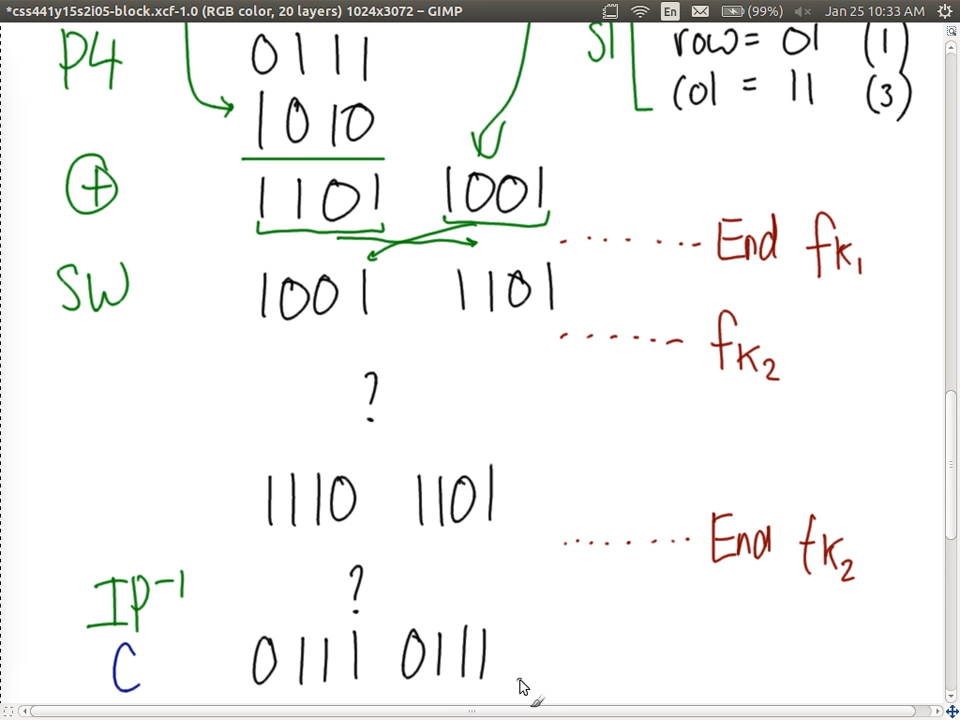 *css441y15s2i05-block.xcf-1.0 (RGB color, 20 layers) 1024x3072 – GIMP
En (99%) Jan 25 10:33 AM
P4 0111 S1 row = 01 (1)
1010 col = 11 (3)
⊕ 1101 1001
End fK₁
SW 1001 1101
fK₂
?
1110 1101
End fK₂
?
IP⁻¹
C 0111 0111